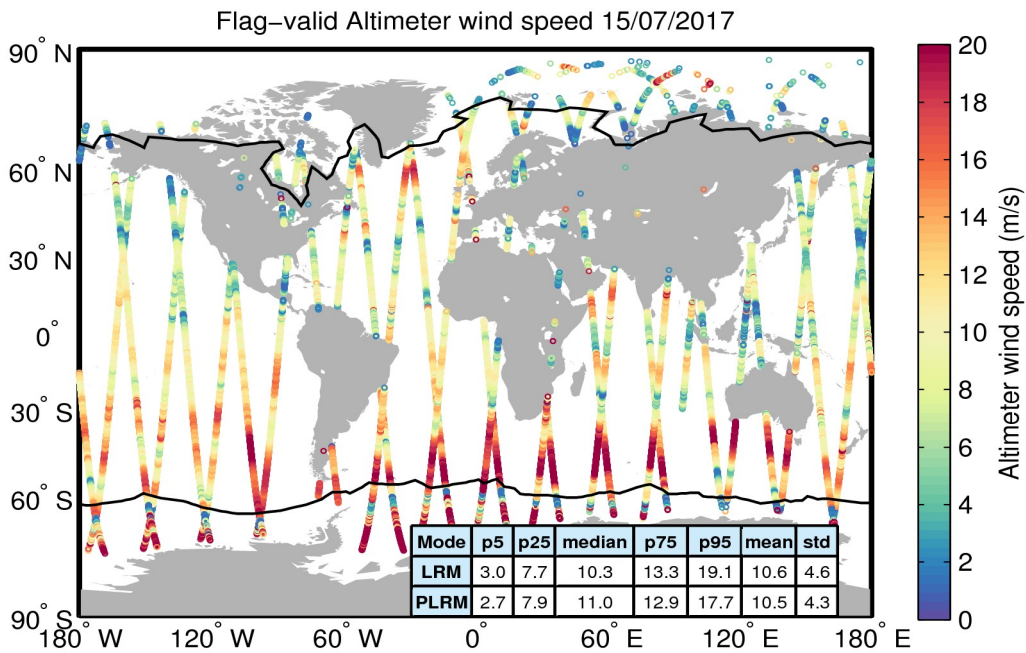 Flag−valid Altimeter wind speed 15/07/2017
90° N
60° N
30° N
0°
30° S
60° S
90° S
180° W
120° W
60° W
0°
60° E
120° E
180° E
Mode p5 p25 median p75 p95 mean std
LRM 3.0 7.7 10.3 13.3 19.1 10.6 4.6
PLRM 2.7 7.9 11.0 12.9 17.7 10.5 4.3
20
18
16
14
12
10
8
6
4
2
0
Altimeter wind speed (m/s)